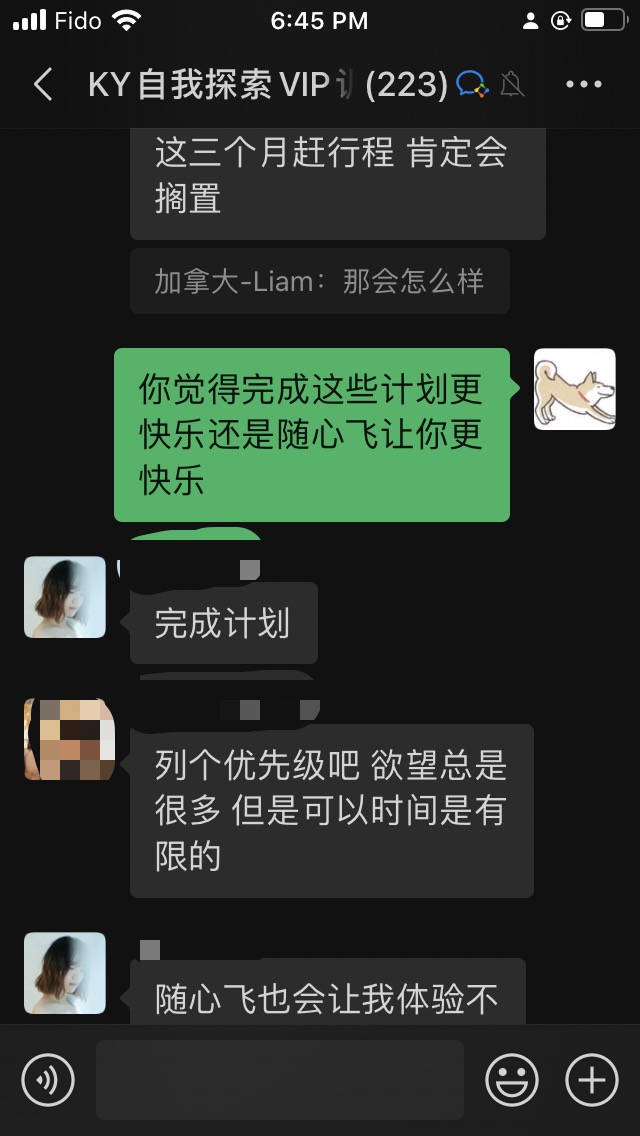 Fido 6:45 PM
KY自我探索VIP (223)
这三个月赶行程 肯定会
搁置
加拿大-Liam：那会怎么样
你觉得完成这些计划更
快乐还是随心飞让你更
快乐
完成计划
列个优先级吧 欲望总是
很多 但是可以时间是有
限的
随心飞也会让我体验不